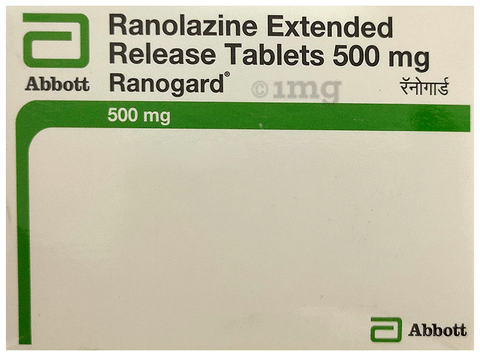 Ranolazine Extended
Release Tablets 500 mg
Abbott
Ranogard®
©1mg
रॅनोगार्ड
500 mg
Abbott